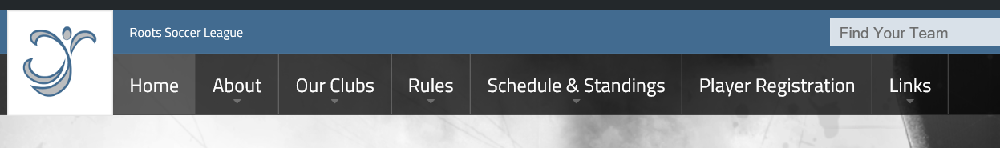 Roots Soccer League
Find Your Team
Home About Our Clubs Rules Schedule & Standings Player Registration Links